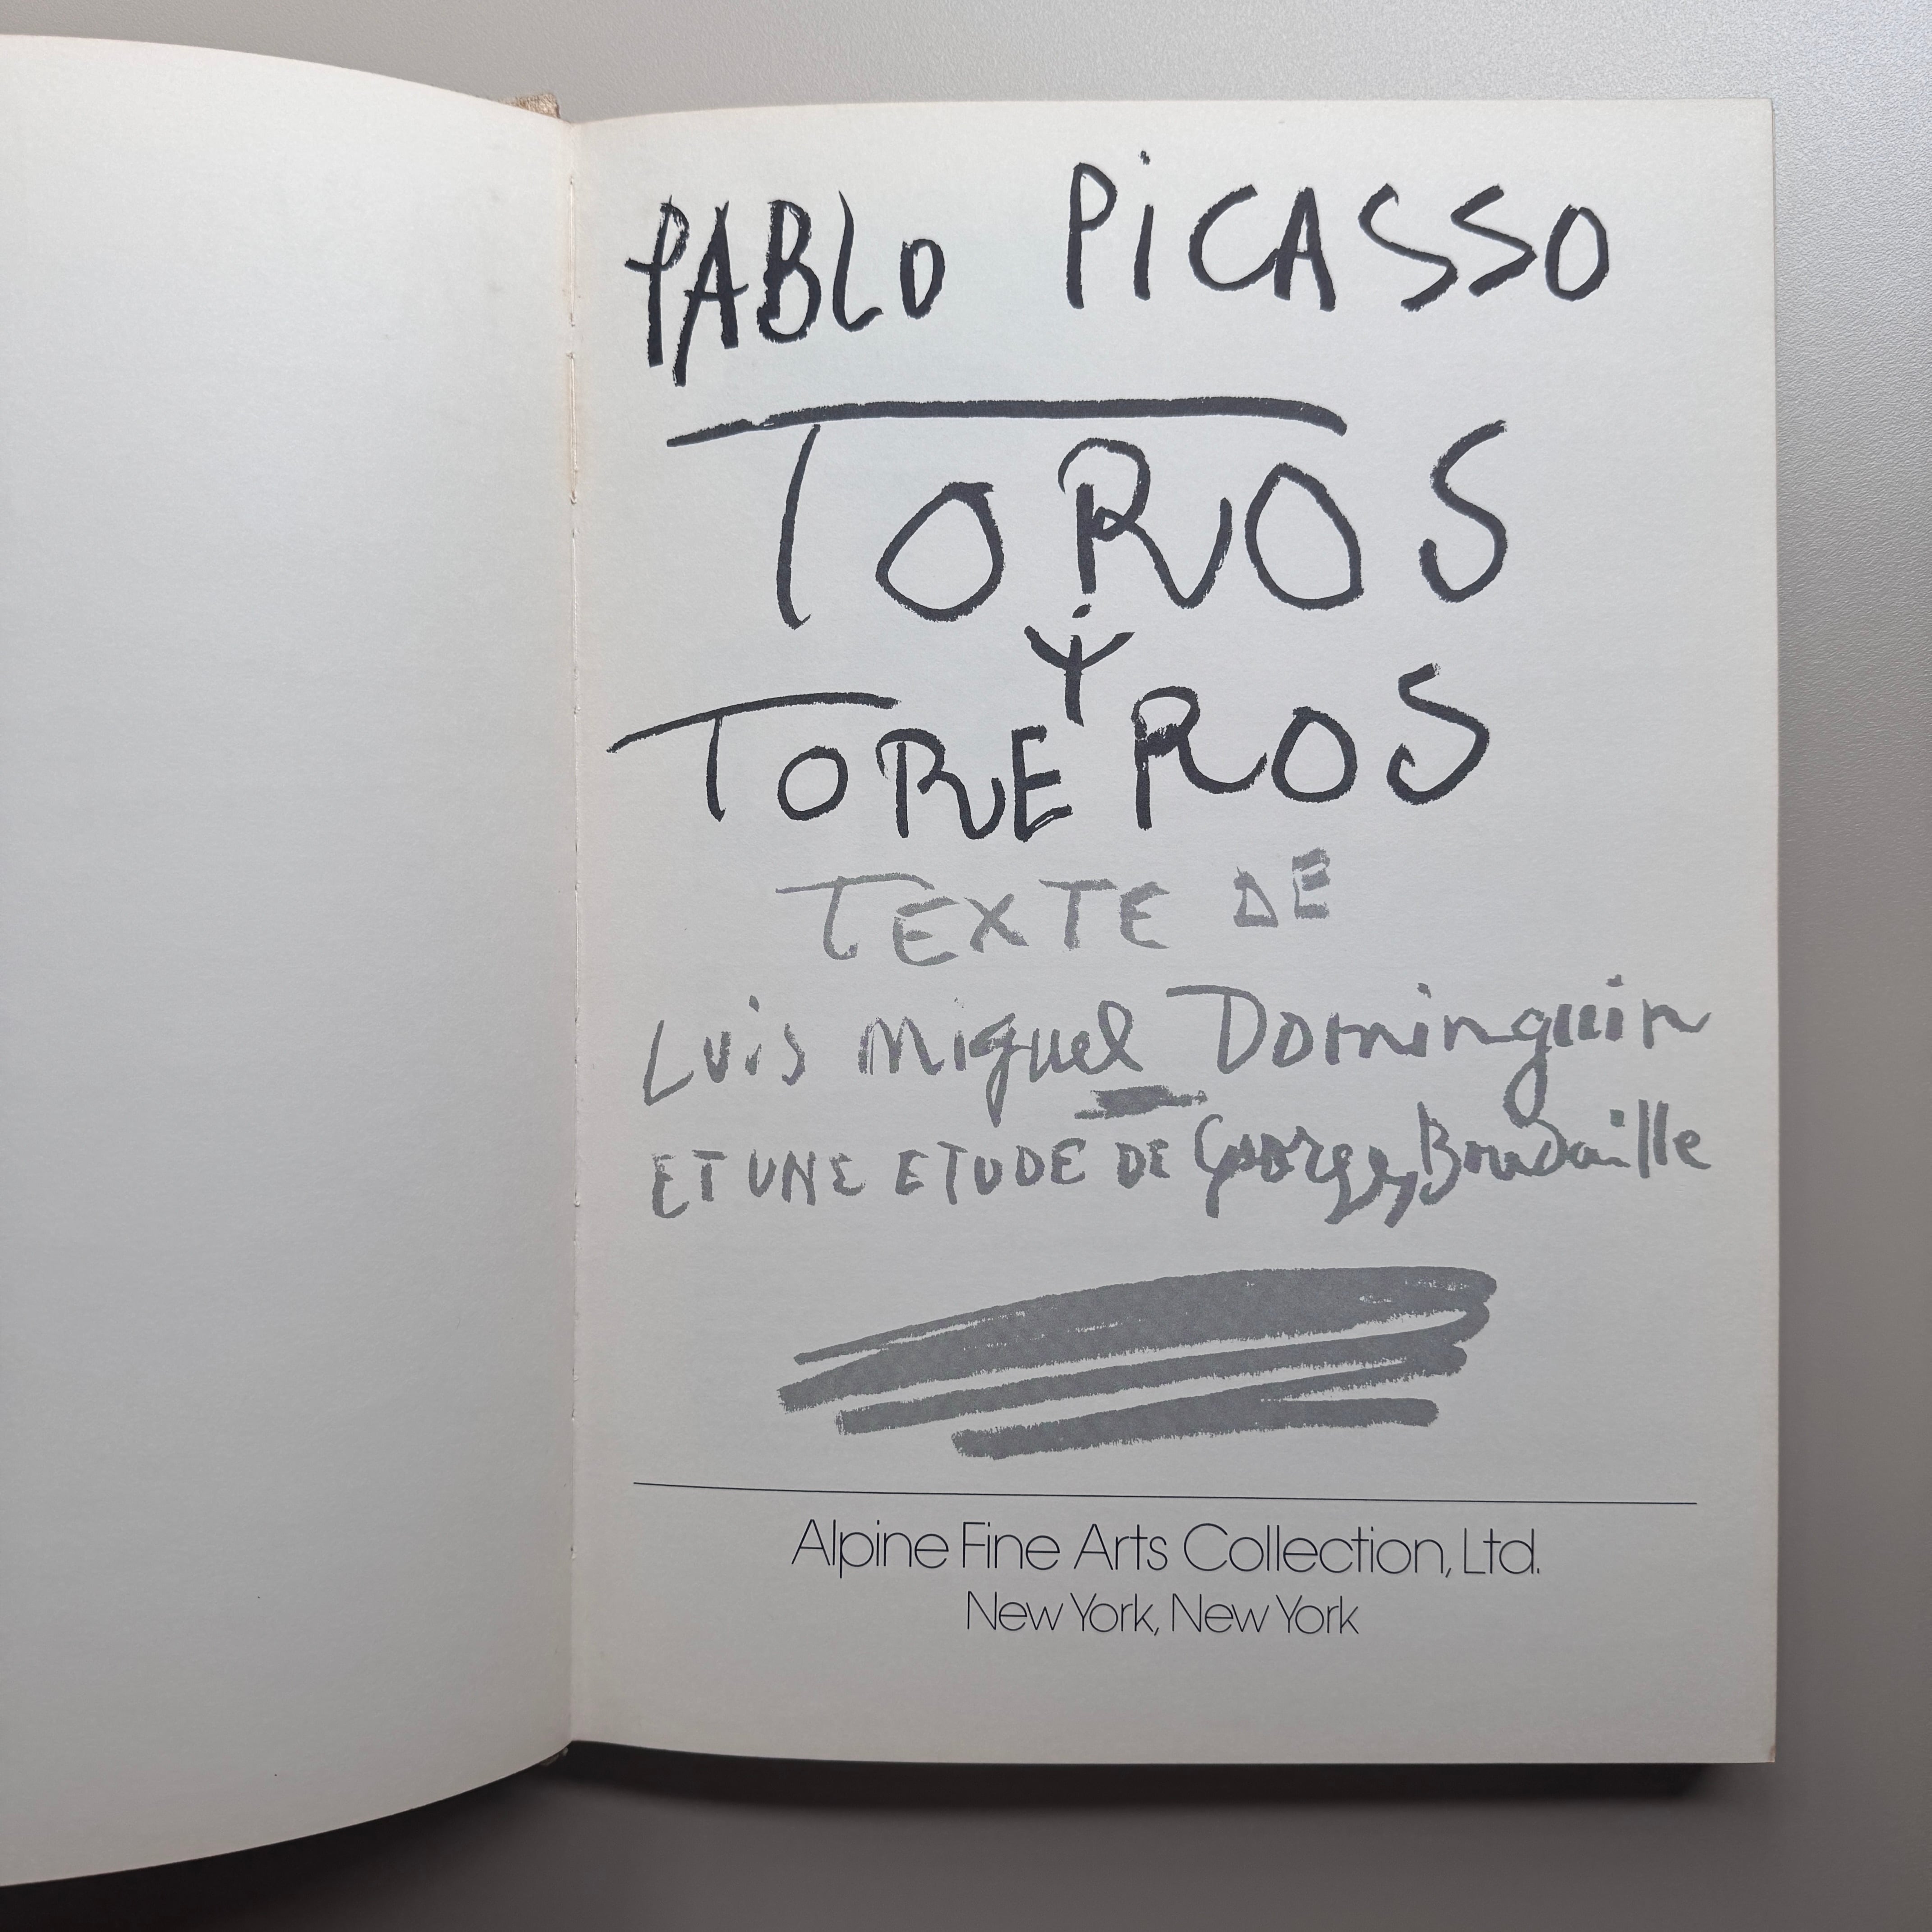 PABLO PiCASSO
TOROS
Y
TOREROS
TEXTE DE
Luis Miguel Dominguin
ET UNE ETUDE DE Georges Boudaille
Alpine Fine Arts Collection, Ltd.
New York, New York